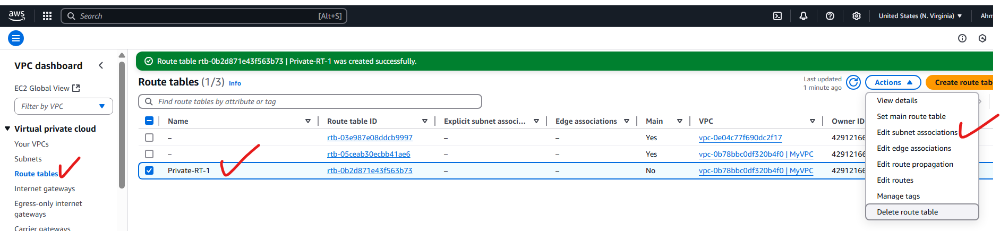 aws
Search [Alt+S] United States (N. Virginia) Ahm
VPC dashboard
EC2 Global View
Filter by VPC
Virtual private cloud
Your VPCs
Subnets
Route tables
Internet gateways
Egress-only internet
gateways
Carrier gateways
Route table rtb-0b2d871e43f563b73 | Private-RT-1 was created successfully.
Route tables (1/3) Info
Last updated
1 minute ago
Actions
Create route tab
Find route tables by attribute or tag
Name Route table ID Explicit subnet associ... Edge associations Main VPC Owner ID
– rtb-03e987e08ddcb9997 – – Yes vpc-0e04c77f690dc2f17 42912166
– rtb-05ceab30ecbb41ae6 – – Yes vpc-0b78bbc0df320b4f0 | MyVPC 42912166
Private-RT-1 rtb-0b2d871e43f563b73 – – No vpc-0b78bbc0df320b4f0 | MyVPC 42912166
View details
Set main route table
Edit subnet associations
Edit edge associations
Edit route propagation
Edit routes
Manage tags
Delete route table